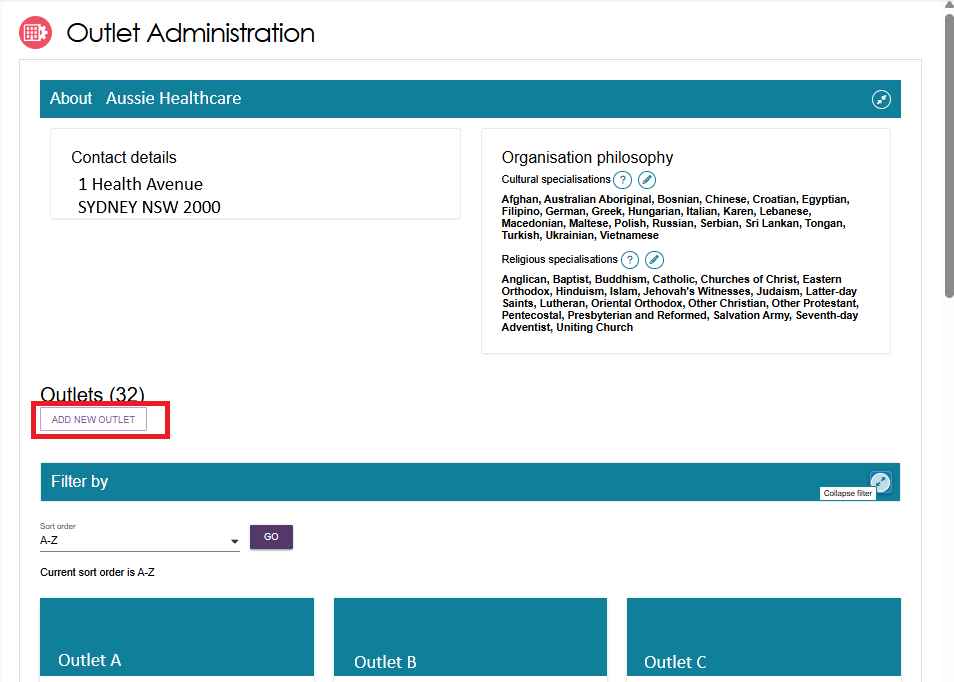 Outlet Administration
About Aussie Healthcare
Contact details
1 Health Avenue
SYDNEY NSW 2000
Organisation philosophy
Cultural specialisations ?
Afghan, Australian Aboriginal, Bosnian, Chinese, Croatian, Egyptian,
Filipino, German, Greek, Hungarian, Italian, Karen, Lebanese,
Macedonian, Maltese, Polish, Russian, Serbian, Sri Lankan, Tongan,
Turkish, Ukrainian, Vietnamese
Religious specialisations ?
Anglican, Baptist, Buddhism, Catholic, Churches of Christ, Eastern
Orthodox, Hinduism, Islam, Jehovah's Witnesses, Judaism, Latter-day
Saints, Lutheran, Oriental Orthodox, Other Christian, Other Protestant,
Pentecostal, Presbyterian and Reformed, Salvation Army, Seventh-day
Adventist, Uniting Church
Outlets (32)
ADD NEW OUTLET
Filter by
Collapse filter
Sort order
A-Z
GO
Current sort order is A-Z
Outlet A
Outlet B
Outlet C